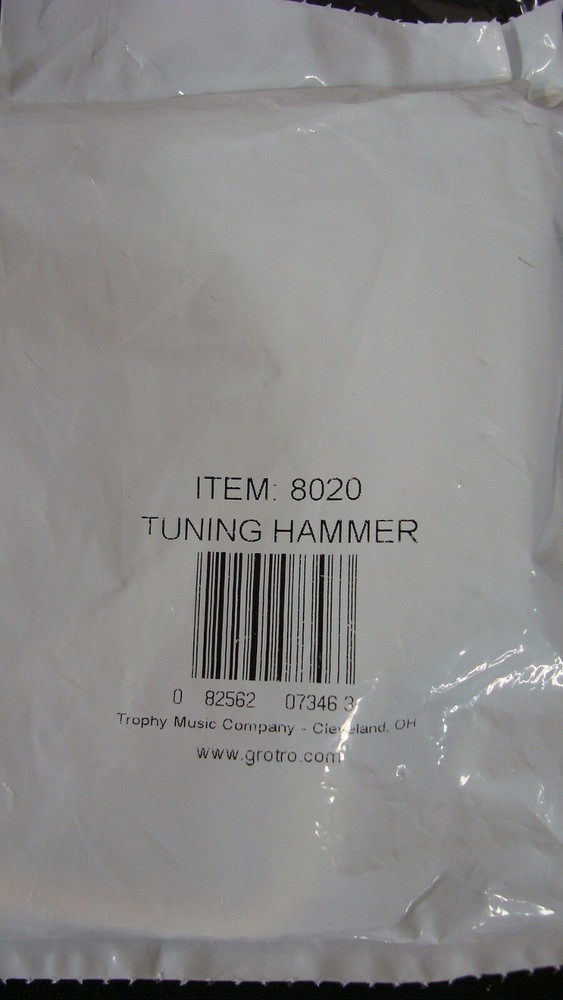 ITEM: 8020
TUNING HAMMER
0 82562 07346 3
Trophy Music Company - Cleveland, OH
www.grotro.com